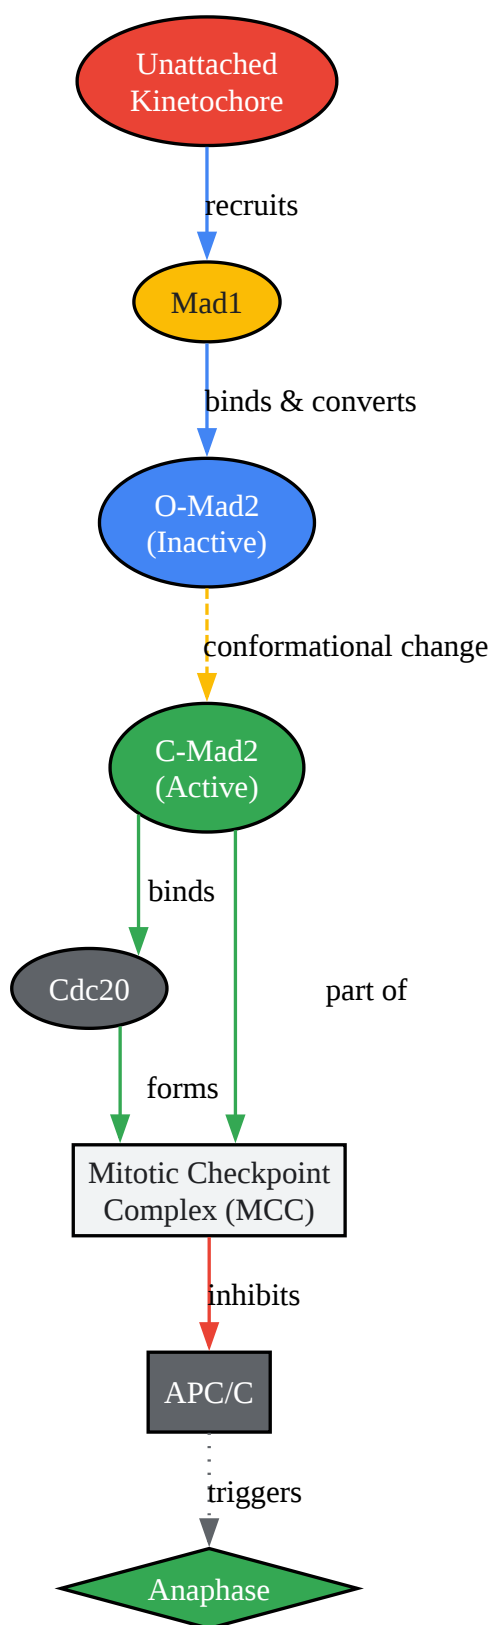 Unattached
Kinetochore
recruits
Mad1
binds & converts
O-Mad2
(Inactive)
conformational change
C-Mad2
(Active)
binds
Cdc20
part of
forms
Mitotic Checkpoint
Complex (MCC)
inhibits
APC/C
triggers
Anaphase